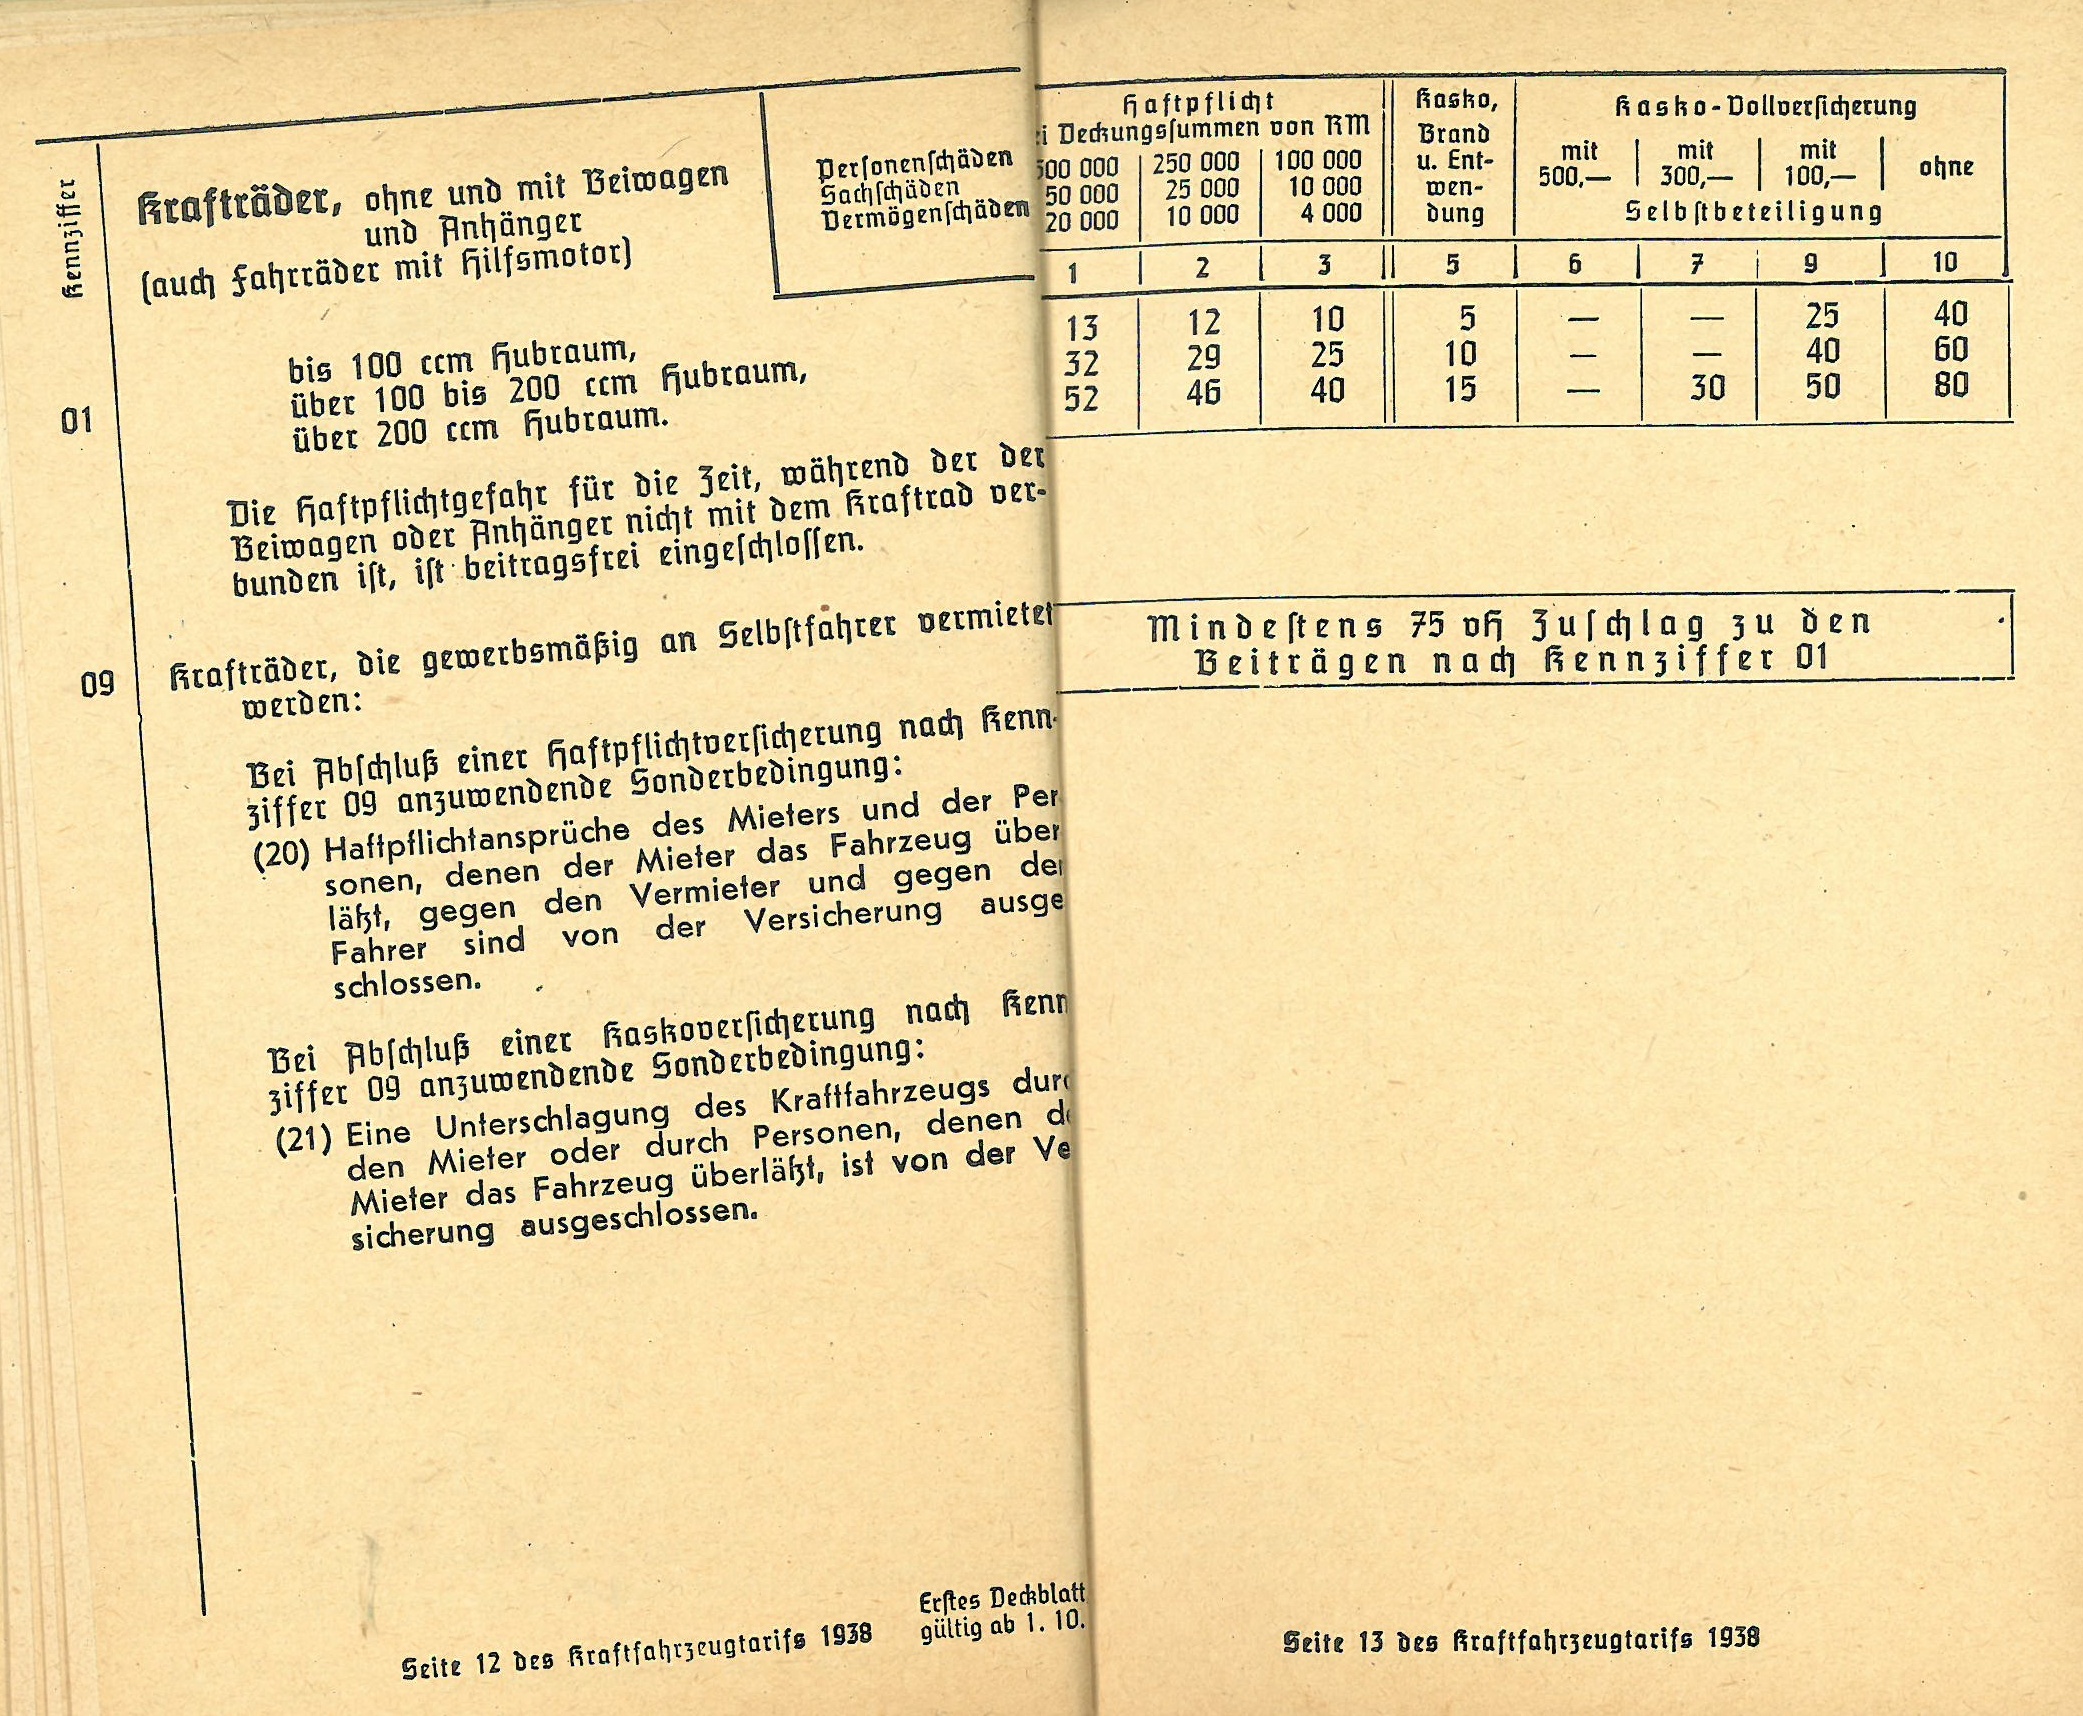 Kennziffer
Krafträder, ohne und mit Beiwagen
und Anhänger
(auch Fahrräder mit Hilfsmotor)
Personenschäden
Sachschäden
Vermögenschäden
01
bis 100 ccm Hubraum,
über 100 bis 200 ccm Hubraum,
über 200 ccm Hubraum.
Die Haftpflichtgefahr für die Zeit, während der der
Beiwagen oder Anhänger nicht mit dem Kraftrad ver-
bunden ist, ist beitragsfrei eingeschlossen.
09 Krafträder, die gewerbsmäßig an Selbstfahrer vermietet
werden:
Bei Abschluß einer Haftpflichtversicherung nach Kenn-
ziffer 09 anzuwendende Sonderbedingung:
(20) Haftpflichtansprüche des Mieters und der Per
sonen, denen der Mieter das Fahrzeug über
läßt, gegen den Vermieter und gegen den
Fahrer sind von der Versicherung ausge
schlossen.
Bei Abschluß einer Kaskoversicherung nach Kenn
ziffer 09 anzuwendende Sonderbedingung:
(21) Eine Unterschlagung des Kraftfahrzeugs durc
den Mieter oder durch Personen, denen de
Mieter das Fahrzeug überläßt, ist von der Ve
sicherung ausgeschlossen.
Erstes Deckblatt
gültig ab 1. 10.
Seite 12 des Kraftfahrzeugtarifs 1938
Haftpflicht
i Deckungssummen von RM
500 000 250 000 100 000
50 000 25 000 10 000
20 000 10 000 4 000
Kasko,
Brand
u. Ent-
wen-
dung
Kasko-Vollversicherung
mit mit mit
500,— 300,— 100,— ohne
Selbstbeteiligung
1 2 3 5 6 7 9 10
13 12 10 5 — — 25 40
32 29 25 10 — — 40 60
52 46 40 15 — 30 50 80
Mindestens 75 vH Zuschlag zu den
Beiträgen nach Kennziffer 01
Seite 13 des Kraftfahrzeugtarifs 1938